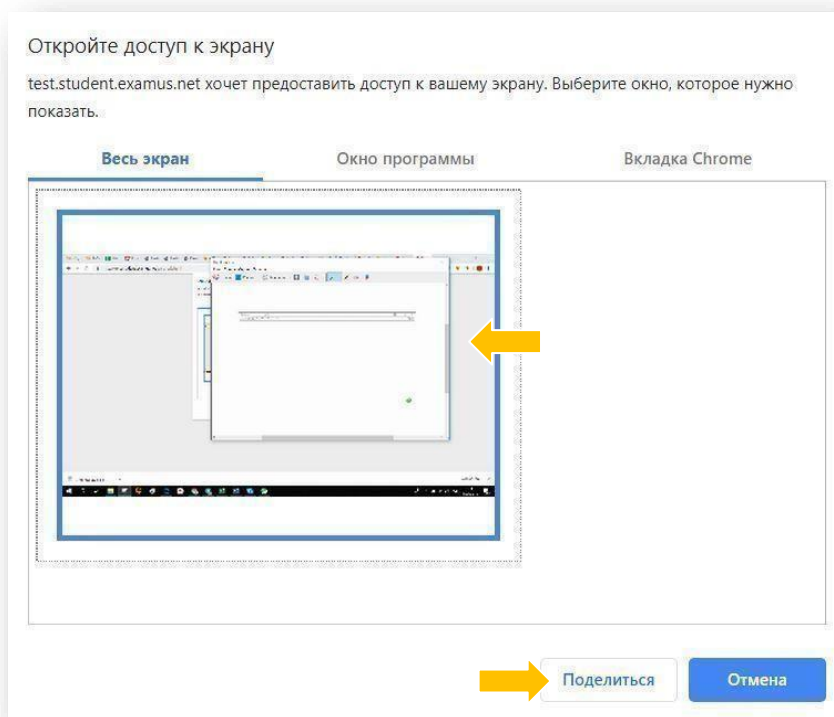 Откройте доступ к экрану
test.student.examus.net хочет предоставить доступ к вашему экрану. Выберите окно, которое нужно
показать.
Весь экран Окно программы Вкладка Chrome
Поделиться Отмена